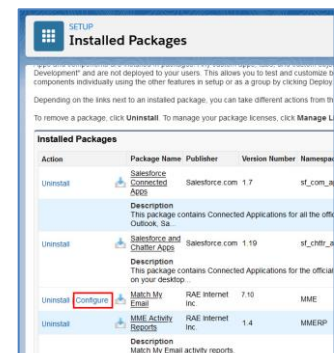 SETUP
Installed Packages
Development" and are not deployed to your users. This allows you to test and customize b
components individually using the other features in setup or as a group by clicking Deploy.
Depending on the links next to an installed package, you can take different actions from th
To remove a package, click Uninstall. To manage your package licenses, click Manage L
Installed Packages
Action Package Name Publisher Version Number Namespac
Uninstall Salesforce Connected Apps Salesforce.com 1.7 sf_com_ap
Description
This package contains Connected Applications for all the offic
Outlook, Sa...
Uninstall Salesforce and Chatter Apps Salesforce.com 1.19 sf_chttr_a
Description
This package contains Connected Applications for the official
on your desktop...
Uninstall Configure Match My Email RAE Internet Inc. 7.10 MME
Uninstall MME Activity Reports RAE Internet Inc. 1.4 MMERP
Description
Match My Email activity reports.